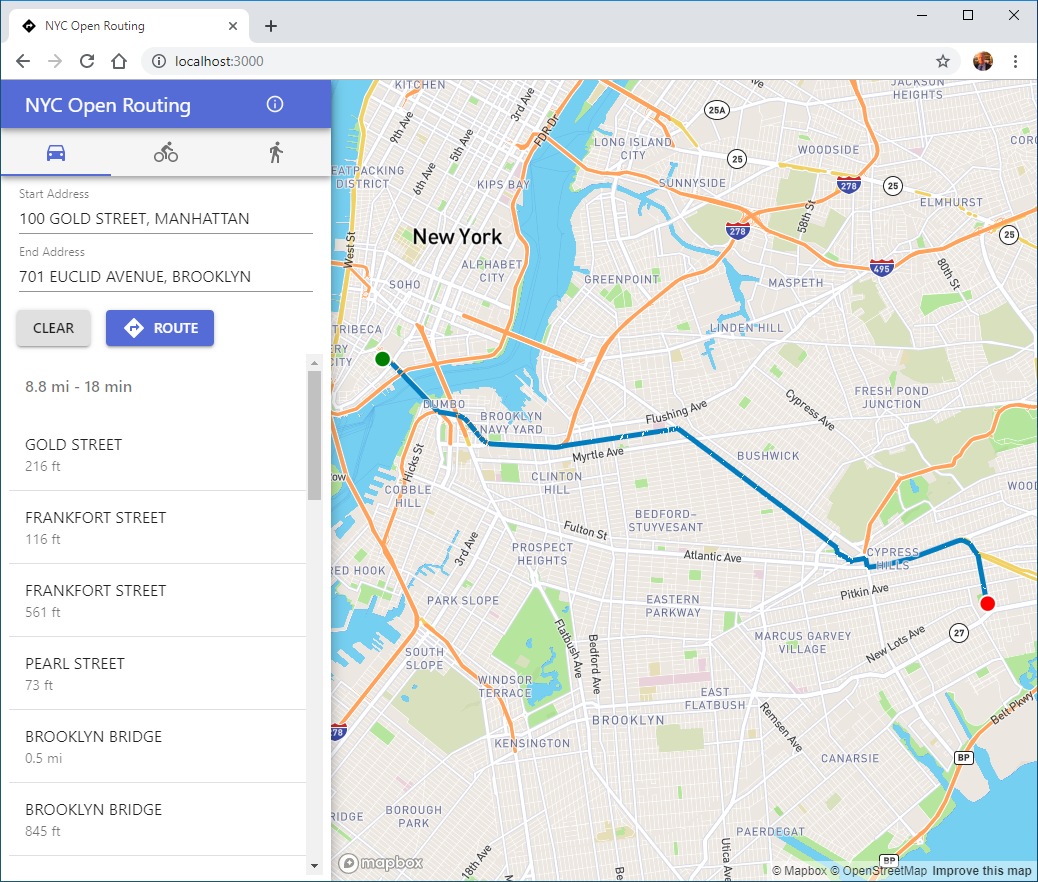 NYC Open Routing
localhost:3000
NYC Open Routing
Start Address
100 GOLD STREET, MANHATTAN
End Address
701 EUCLID AVENUE, BROOKLYN
CLEAR
ROUTE
8.8 mi - 18 min
GOLD STREET
216 ft
FRANKFORT STREET
116 ft
FRANKFORT STREET
561 ft
PEARL STREET
73 ft
BROOKLYN BRIDGE
0.5 mi
BROOKLYN BRIDGE
845 ft
KITCHEN
JACKSON
HEIGHTS
3rd Ave
25A
9th Ave
5th Ave
FDR Dr
LONG ISLAND
CITY
WOODSIDE
25
EATPACKING
DISTRICT
6th Ave
KIPS BAY
SUNNYSIDE
278
25
ELMHURST
58th St
278
25
New York
West St
ALPHABET
CITY
GREENPOINT
495
80th St
MASPETH
SOHO
TRIBECA
LINDEN HILL
ERY
CITY
FRESH POND
JUNCTION
DUMBO
BROOKLYN
NAVY YARD
Flushing Ave
Cypress Ave
Hicks St
Myrtle Ave
BUSHWICK
CLINTON
HILL
COBBLE
HILL
WOOD
BEDFORD-
STUYVESANT
Fulton St
3rd Ave
PROSPECT
HEIGHTS
Atlantic Ave
CYPRESS
HILLS
RED HOOK
Pitkin Ave
PARK SLOPE
EASTERN
PARKWAY
27
MARCUS GARVEY
VILLAGE
New Lots Ave
Flatbush Ave
Bedford Ave
SOUTH
SLOPE
WINDSOR
TERRACE
EAST
FLATBUSH
Belt Pkwy
BROOKLYN
Remsen Ave
78
KENSINGTON
CANARSIE
BP
BOROUGH
PARK
RIDGE
PAERDEGAT
18th Ave
Utica Ave
BP
mapbox
© Mapbox © OpenStreetMap Improve this map